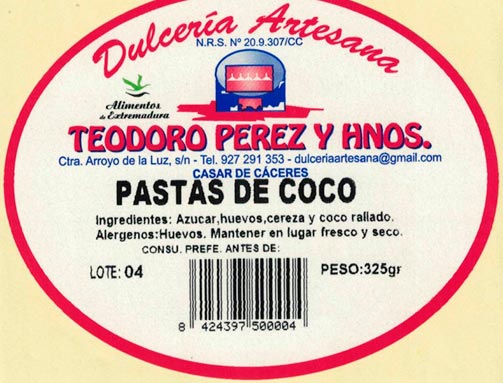 Dulcería Artesana
N.R.S. Nº 20.9.307/CC
Alimentos
de Extremadura
TEODORO PEREZ Y HNOS.
Ctra. Arroyo de la Luz, s/n - Tel. 927 291 353 - dulceriaartesana@gmail.com
CASAR DE CÁCERES
PASTAS DE COCO
Ingredientes: Azucar,huevos,cereza y coco rallado.
Alergenos:Huevos. Mantener en lugar fresco y seco.
CONSU. PREFE. ANTES DE:
LOTE: 04
PESO:325gr
8 424397 500004